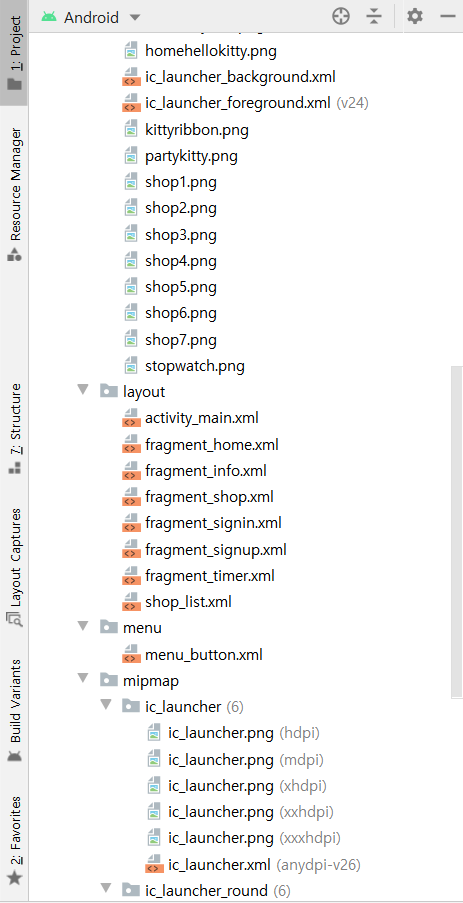 Android
1: Project
Resource Manager
7: Structure
Layout Captures
Build Variants
2: Favorites
homehellokitty.png
ic_launcher_background.xml
ic_launcher_foreground.xml (v24)
kittyribbon.png
partykitty.png
shop1.png
shop2.png
shop3.png
shop4.png
shop5.png
shop6.png
shop7.png
stopwatch.png
layout
activity_main.xml
fragment_home.xml
fragment_info.xml
fragment_shop.xml
fragment_signin.xml
fragment_signup.xml
fragment_timer.xml
shop_list.xml
menu
menu_button.xml
mipmap
ic_launcher (6)
ic_launcher.png (hdpi)
ic_launcher.png (mdpi)
ic_launcher.png (xhdpi)
ic_launcher.png (xxhdpi)
ic_launcher.png (xxxhdpi)
ic_launcher.xml (anydpi-v26)
ic_launcher_round (6)